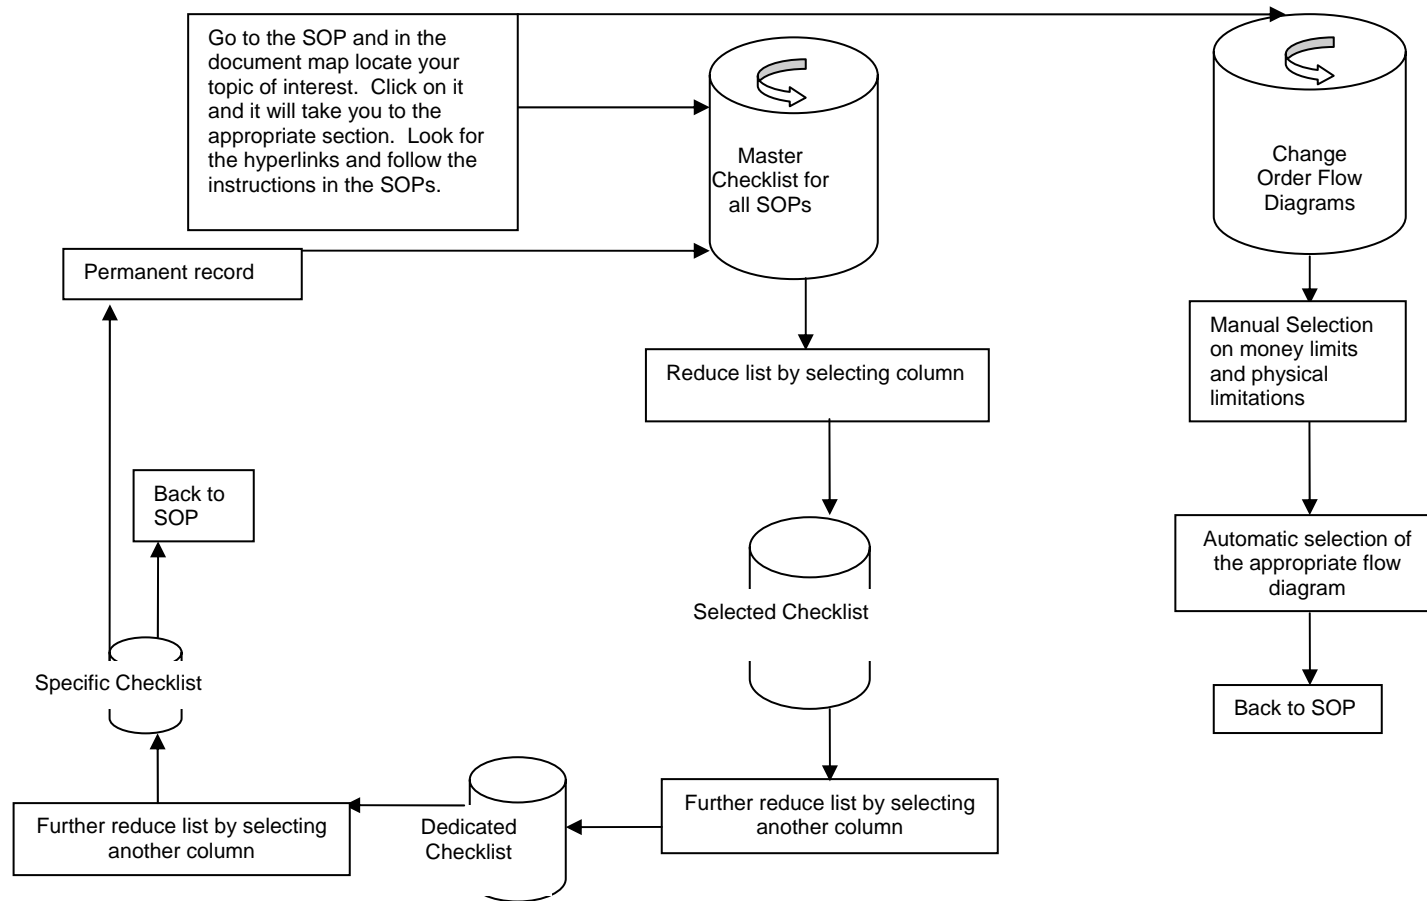 Go to the SOP and in the
document map locate your
topic of interest.  Click on it
and it will take you to the
appropriate section.  Look for
the hyperlinks and follow the
instructions in the SOPs.
Master
Checklist for
all SOPs
Change
Order Flow
Diagrams
Permanent record
Manual Selection
on money limits
and physical
limitations
Reduce list by selecting column
Back to
SOP
Automatic selection of
the appropriate flow
diagram
Selected Checklist
Specific Checklist
Back to SOP
Further reduce list by selecting
another column
Dedicated
Checklist
Further reduce list by selecting
another column